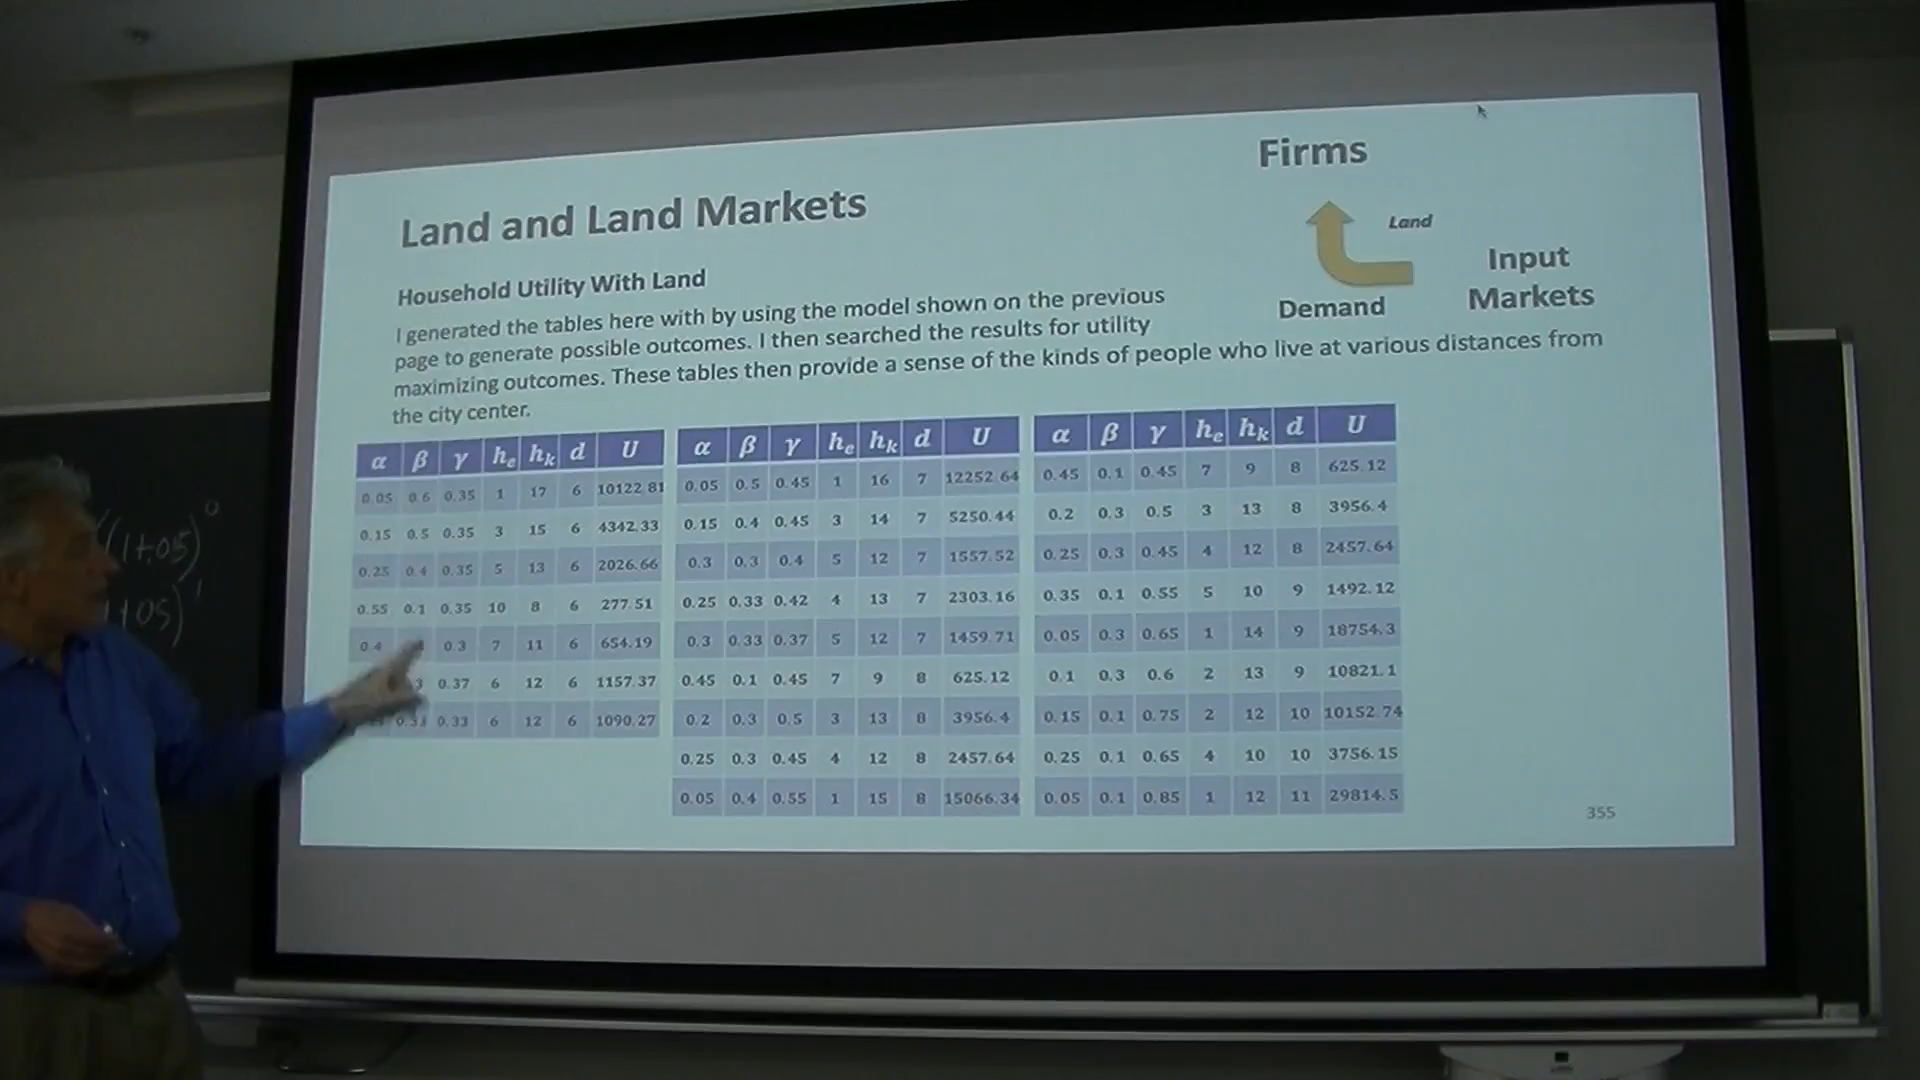 Firms
Land and Land Markets
Land
Input
Markets
Household Utility With Land
Demand
I generated the tables here with by using the model shown on the previous
page to generate possible outcomes. I then searched the results for utility
maximizing outcomes. These tables then provide a sense of the kinds of people who live at various distances from
the city center.
α β γ hₑ hₖ d U
0.05 0.6 0.35 1 17 6 10122.81
0.15 0.5 0.35 3 15 6 4342.33
0.25 0.4 0.35 5 13 6 2026.66
0.55 0.1 0.35 10 8 6 277.51
0.4 0.3 7 11 6 654.19
0.37 6 12 6 1157.37
0.33 0.33 6 12 6 1090.27
α β γ hₑ hₖ d U
0.05 0.5 0.45 1 16 7 12252.64
0.15 0.4 0.45 3 14 7 5250.44
0.3 0.3 0.4 5 12 7 1557.52
0.25 0.33 0.42 4 13 7 2303.16
0.3 0.33 0.37 5 12 7 1459.71
0.45 0.1 0.45 7 9 8 625.12
0.2 0.3 0.5 3 13 8 3956.4
0.25 0.3 0.45 4 12 8 2457.64
0.05 0.4 0.55 1 15 8 15066.34
α β γ hₑ hₖ d U
0.45 0.1 0.45 7 9 8 625.12
0.2 0.3 0.5 3 13 8 3956.4
0.25 0.3 0.45 4 12 8 2457.64
0.35 0.1 0.55 5 10 9 1492.12
0.05 0.3 0.65 1 14 9 18754.3
0.1 0.3 0.6 2 13 9 10821.1
0.15 0.1 0.75 2 12 10 10152.74
0.25 0.1 0.65 4 10 10 3756.15
0.05 0.1 0.85 1 12 11 29814.5
355
(1+.05)⁰
+05)¹